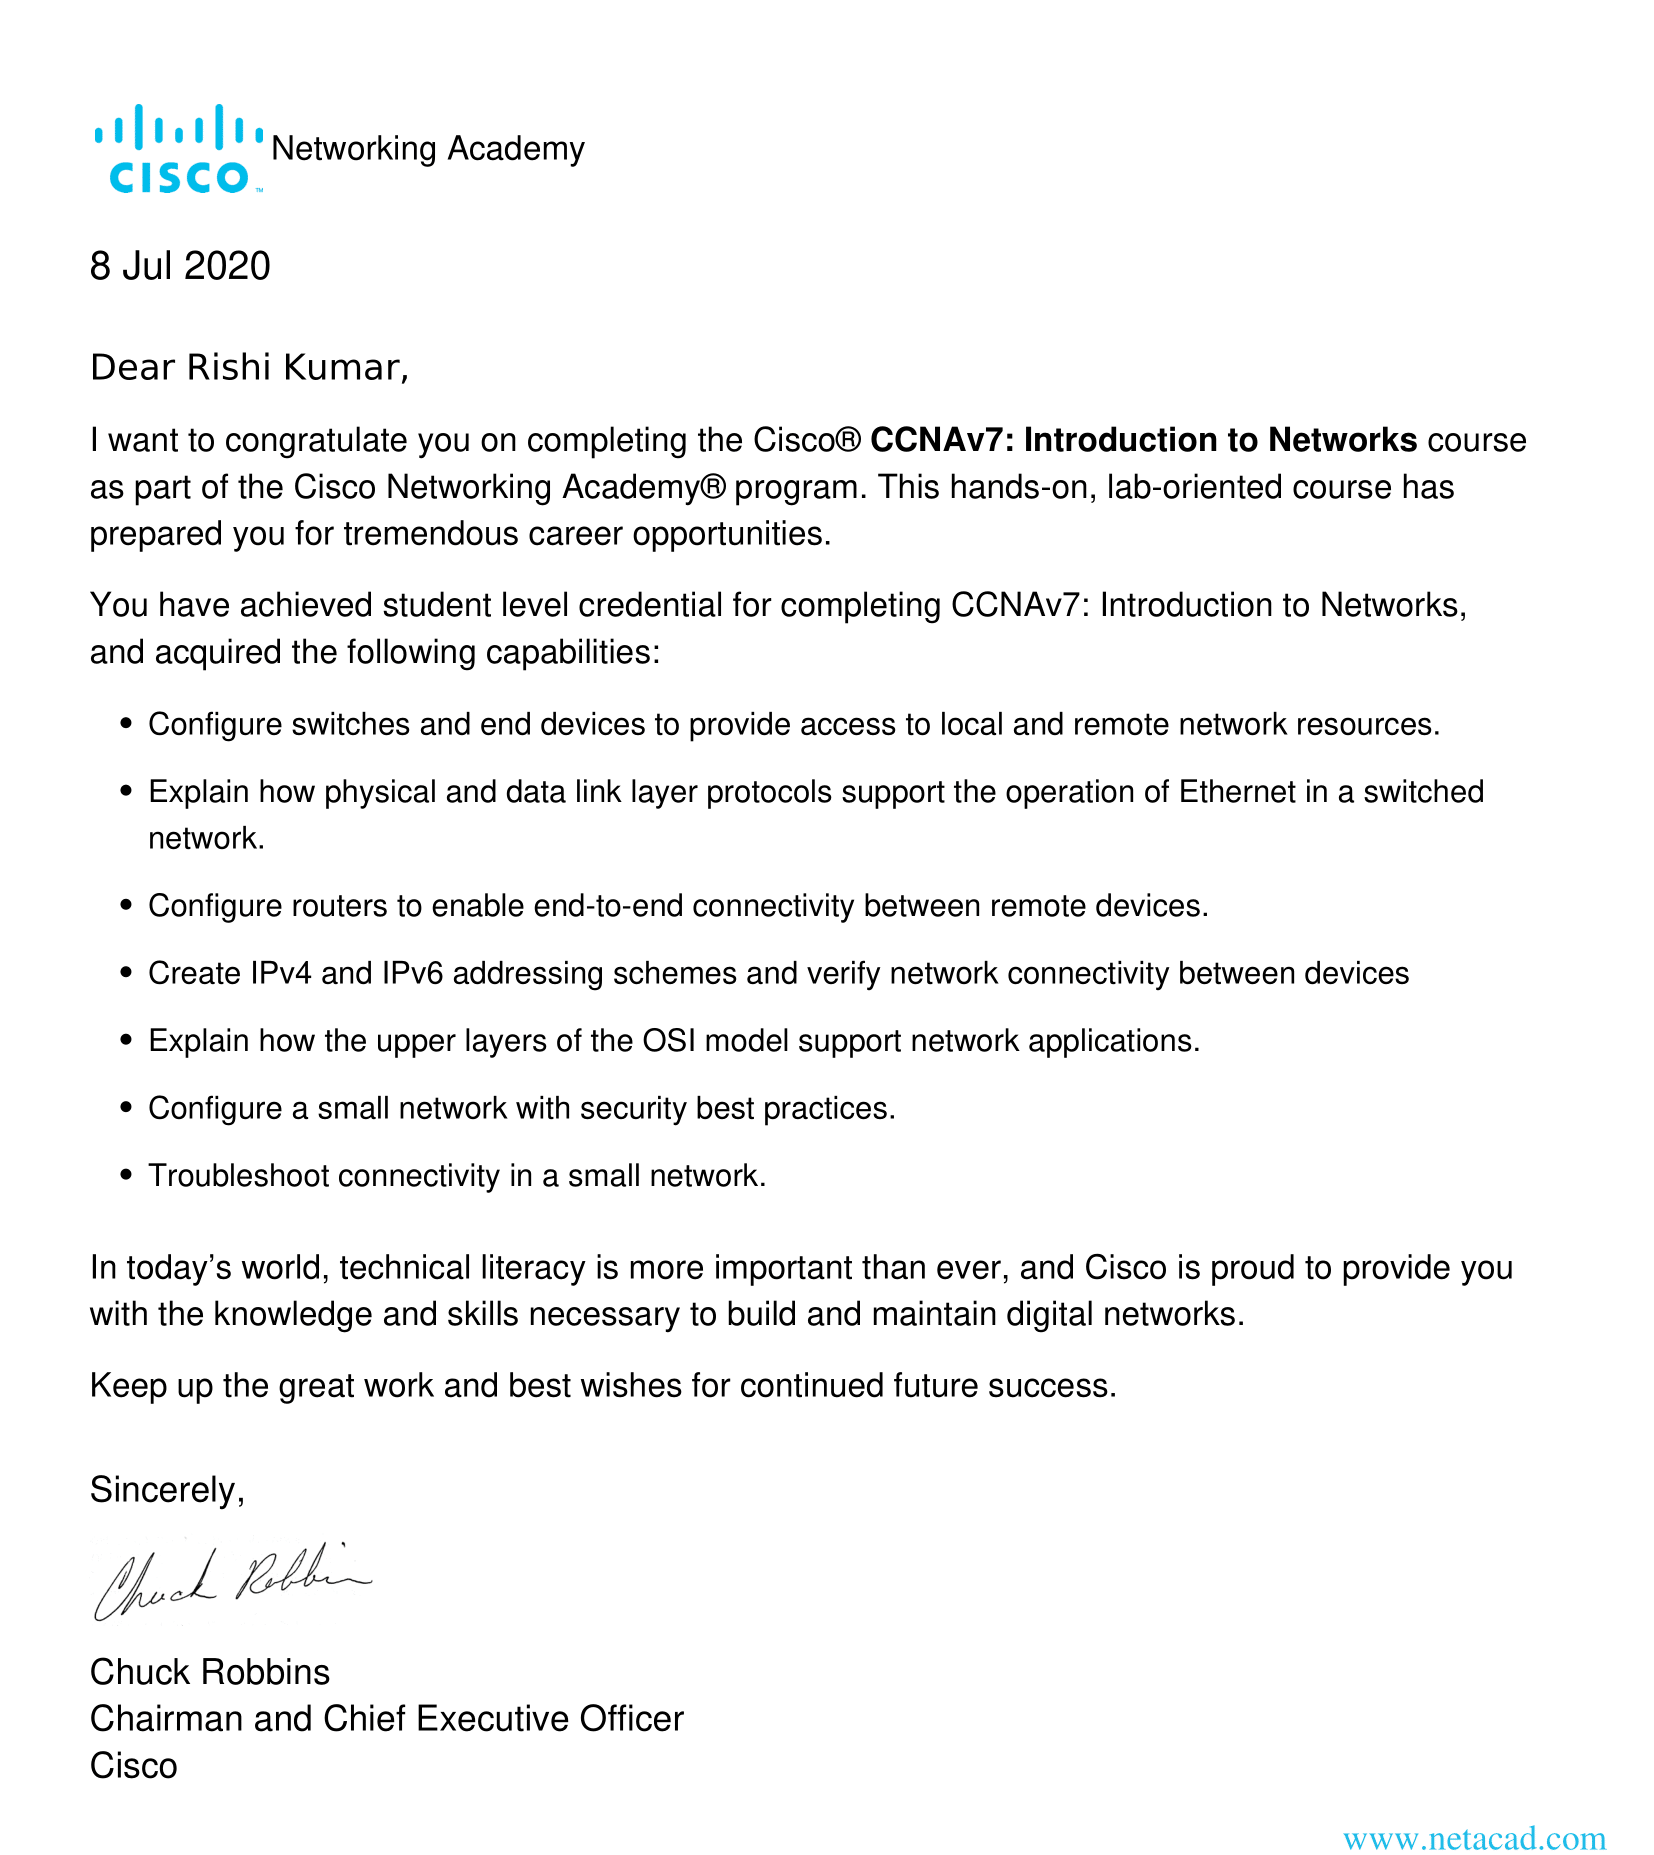 CISCO™ Networking Academy
8 Jul 2020
Dear Rishi Kumar,
I want to congratulate you on completing the Cisco® CCNAv7: Introduction to Networks course
as part of the Cisco Networking Academy® program. This hands-on, lab-oriented course has
prepared you for tremendous career opportunities.
You have achieved student level credential for completing CCNAv7: Introduction to Networks,
and acquired the following capabilities:
• Configure switches and end devices to provide access to local and remote network resources.
• Explain how physical and data link layer protocols support the operation of Ethernet in a switched
network.
• Configure routers to enable end-to-end connectivity between remote devices.
• Create IPv4 and IPv6 addressing schemes and verify network connectivity between devices
• Explain how the upper layers of the OSI model support network applications.
• Configure a small network with security best practices.
• Troubleshoot connectivity in a small network.
In today’s world, technical literacy is more important than ever, and Cisco is proud to provide you
with the knowledge and skills necessary to build and maintain digital networks.
Keep up the great work and best wishes for continued future success.
Sincerely,
Chuck Robbins
Chuck Robbins
Chairman and Chief Executive Officer
Cisco
www.netacad.com